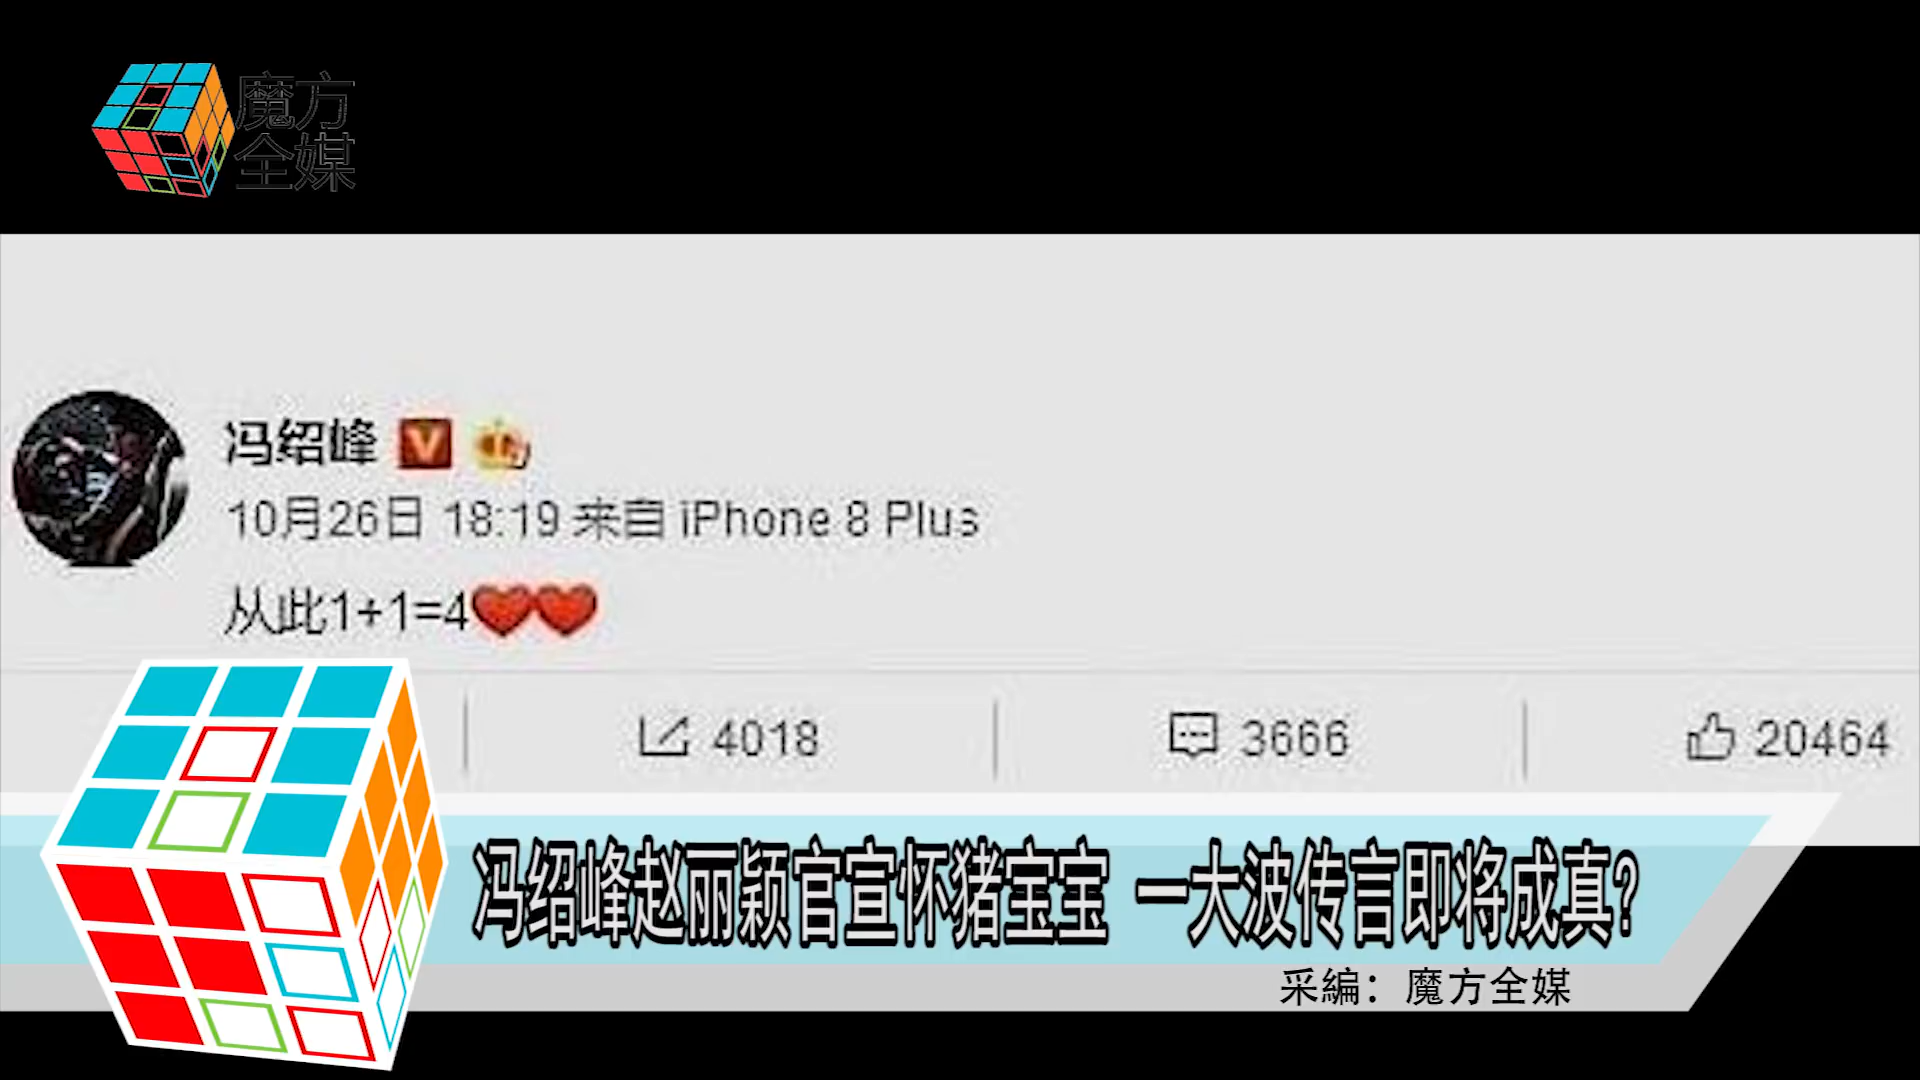 魔方
全媒
冯绍峰 V
10月26日 18:19 来自 iPhone 8 Plus
从此1+1=4❤❤
4018 3666 20464
冯绍峰赵丽颖官宣怀猪宝宝 一大波传言即将成真?
采编：魔方全媒